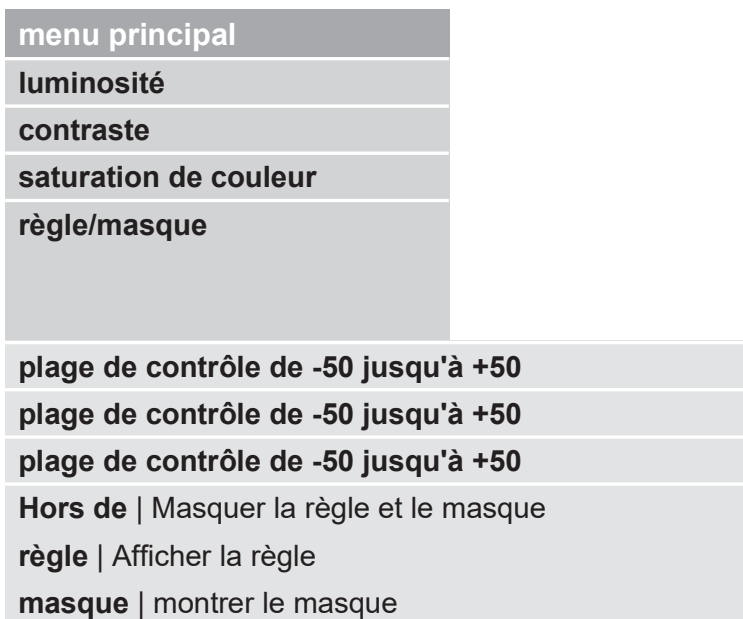 menu principal
luminosité
contraste
saturation de couleur
règle/masque
plage de contrôle de -50 jusqu'à +50
plage de contrôle de -50 jusqu'à +50
plage de contrôle de -50 jusqu'à +50
Hors de | Masquer la règle et le masque
règle | Afficher la règle
masque | montrer le masque